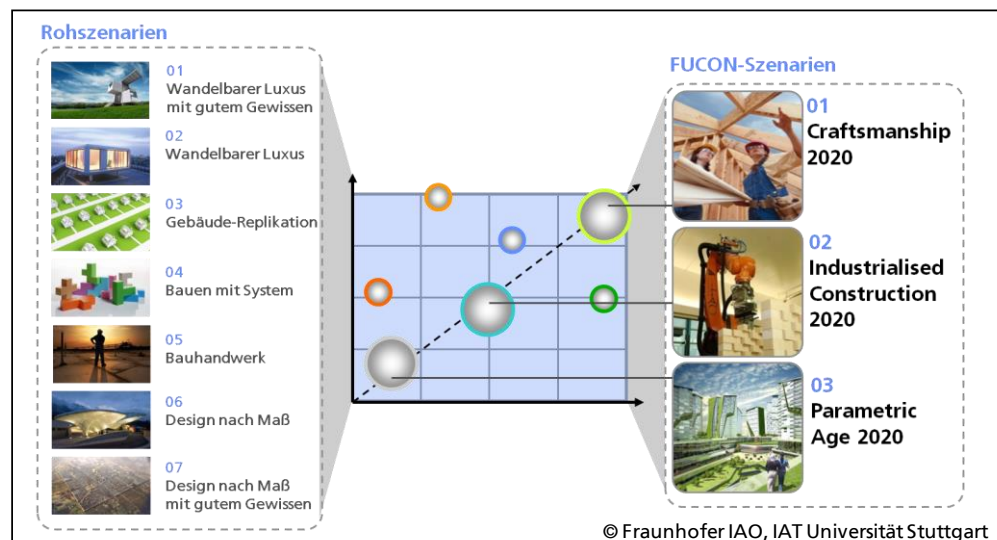 Rohszenarien
01
Wandelbarer Luxus
mit gutem Gewissen
02
Wandelbarer Luxus
03
Gebäude-Replikation
04
Bauen mit System
05
Bauhandwerk
06
Design nach Maß
07
Design nach Maß
mit gutem Gewissen
FUCON-Szenarien
01
Craftsmanship
2020
02
Industrialised
Construction
2020
03
Parametric
Age 2020
© Fraunhofer IAO, IAT Universität Stuttgart